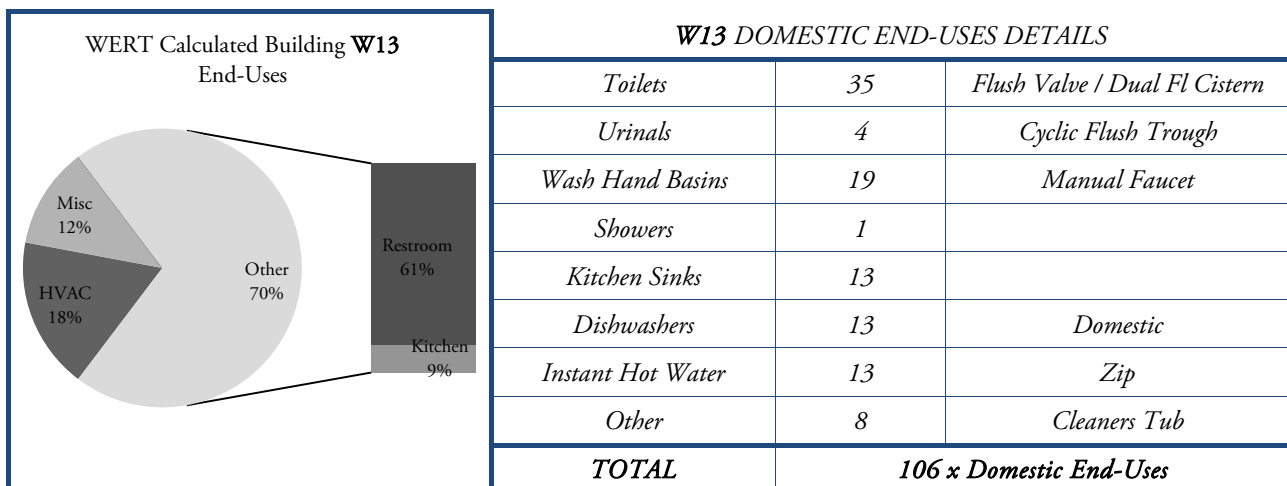 WERT Calculated Building W13
End-Uses
Misc
12%
HVAC
18%
Other
70%
Restroom
61%
Kitchen
9%
W13 DOMESTIC END-USES DETAILS
Toilets 35 Flush Valve / Dual Fl Cistern
Urinals 4 Cyclic Flush Trough
Wash Hand Basins 19 Manual Faucet
Showers 1
Kitchen Sinks 13
Dishwashers 13 Domestic
Instant Hot Water 13 Zip
Other 8 Cleaners Tub
TOTAL 106 x Domestic End-Uses